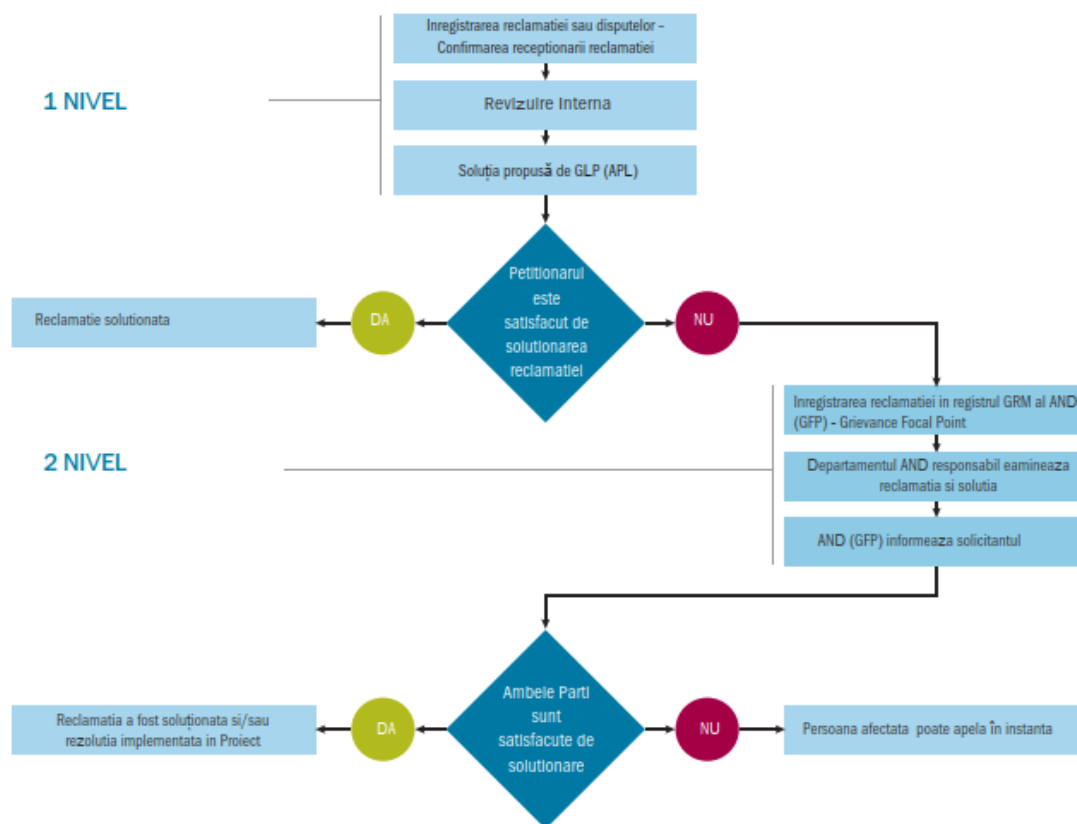 Inregistrarea reclamatiei sau disputelor –
Confirmarea receptionarii reclamatiei
1 NIVEL
Revizuire Interna
Soluția propusă de GLP (APL)
Petitionarul
este
satisfacut de
solutionarea
reclamatiei
DA
NU
Reclamatie solutionata
Inregistrarea reclamatiei in registrul GRM al AND
(GFP) - Grievance Focal Point
2 NIVEL
Departamentul AND responsabil eamineaza
reclamatia si solutia
AND (GFP) informeaza solicitantul
Ambele Parti
sunt
satisfacute de
solutionare
DA
NU
Reclamatia a fost soluționata si/sau
rezolutia implementata in Proiect
Persoana afectata poate apela în instanta